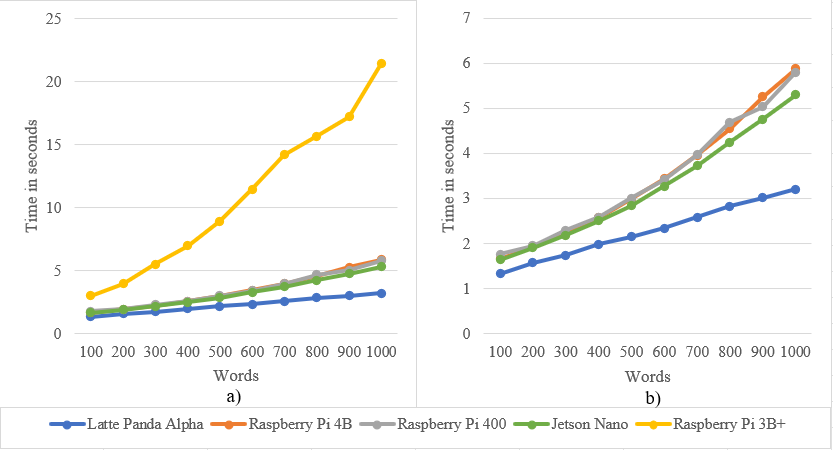 25
20
15
10
5
0
Time in seconds
100 200 300 400 500 600 700 800 900 1000
Words
a)
7
6
5
4
3
2
1
0
Time in seconds
100 200 300 400 500 600 700 800 900 1000
Words
b)
Latte Panda Alpha Raspberry Pi 4B Raspberry Pi 400 Jetson Nano Raspberry Pi 3B+